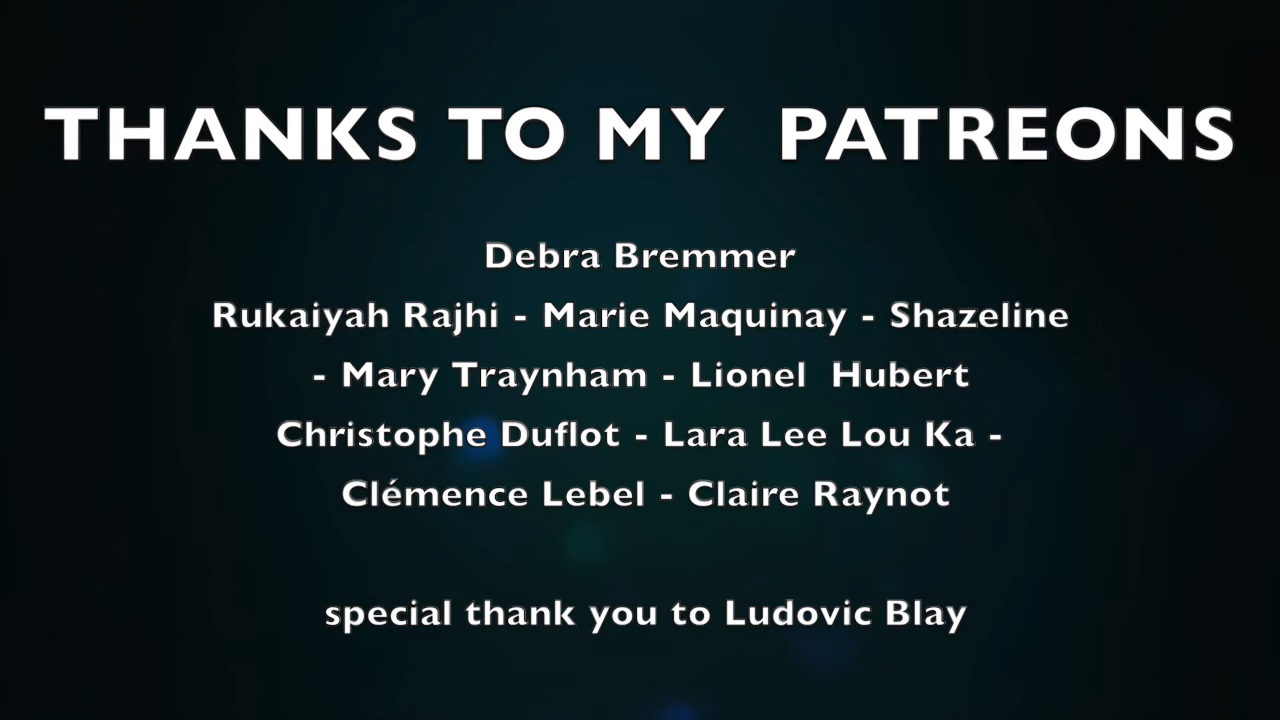 THANKS TO MY PATREONS
Debra Bremmer
Rukaiyah Rajhi - Marie Maquinay - Shazeline
- Mary Traynham - Lionel Hubert
Christophe Duflot - Lara Lee Lou Ka -
Clémence Lebel - Claire Raynot
special thank you to Ludovic Blay